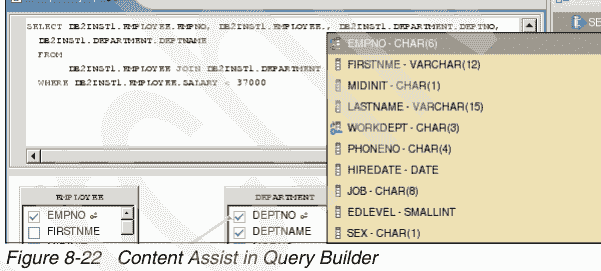 SELECT DB2INST1.EMPLOYEE.EMPNO, DB2INST1.EMPLOYEE., DB2INST1.DEPARTMENT.DEPTNO,
DB2INST1.DEPARTMENT.DEPTNAME
FROM
DB2INST1.EMPLOYEE JOIN DB2INST1.DEPARTMENT
WHERE DB2INST1.EMPLOYEE.SALARY < 37000
SE
EMPNO - CHAR(6)
FIRSTNME - VARCHAR(12)
MIDINIT - CHAR(1)
LASTNAME - VARCHAR(15)
WORKDEPT - CHAR(3)
PHONENO - CHAR(4)
HIREDATE - DATE
JOB - CHAR(8)
EDLEVEL - SMALLINT
SEX - CHAR(1)
EMPLOYEE
EMPNO
FIRSTNME
DEPARTMENT
DEPTNO
DEPTNAME
Figure 8-22 Content Assist in Query Builder